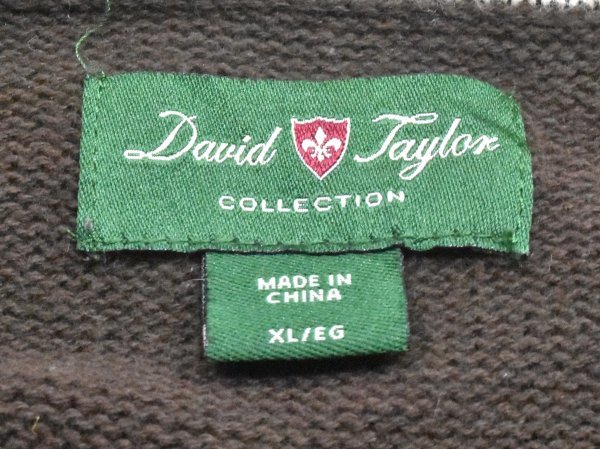 David Taylor
COLLECTION
MADE IN
CHINA
XL/EG